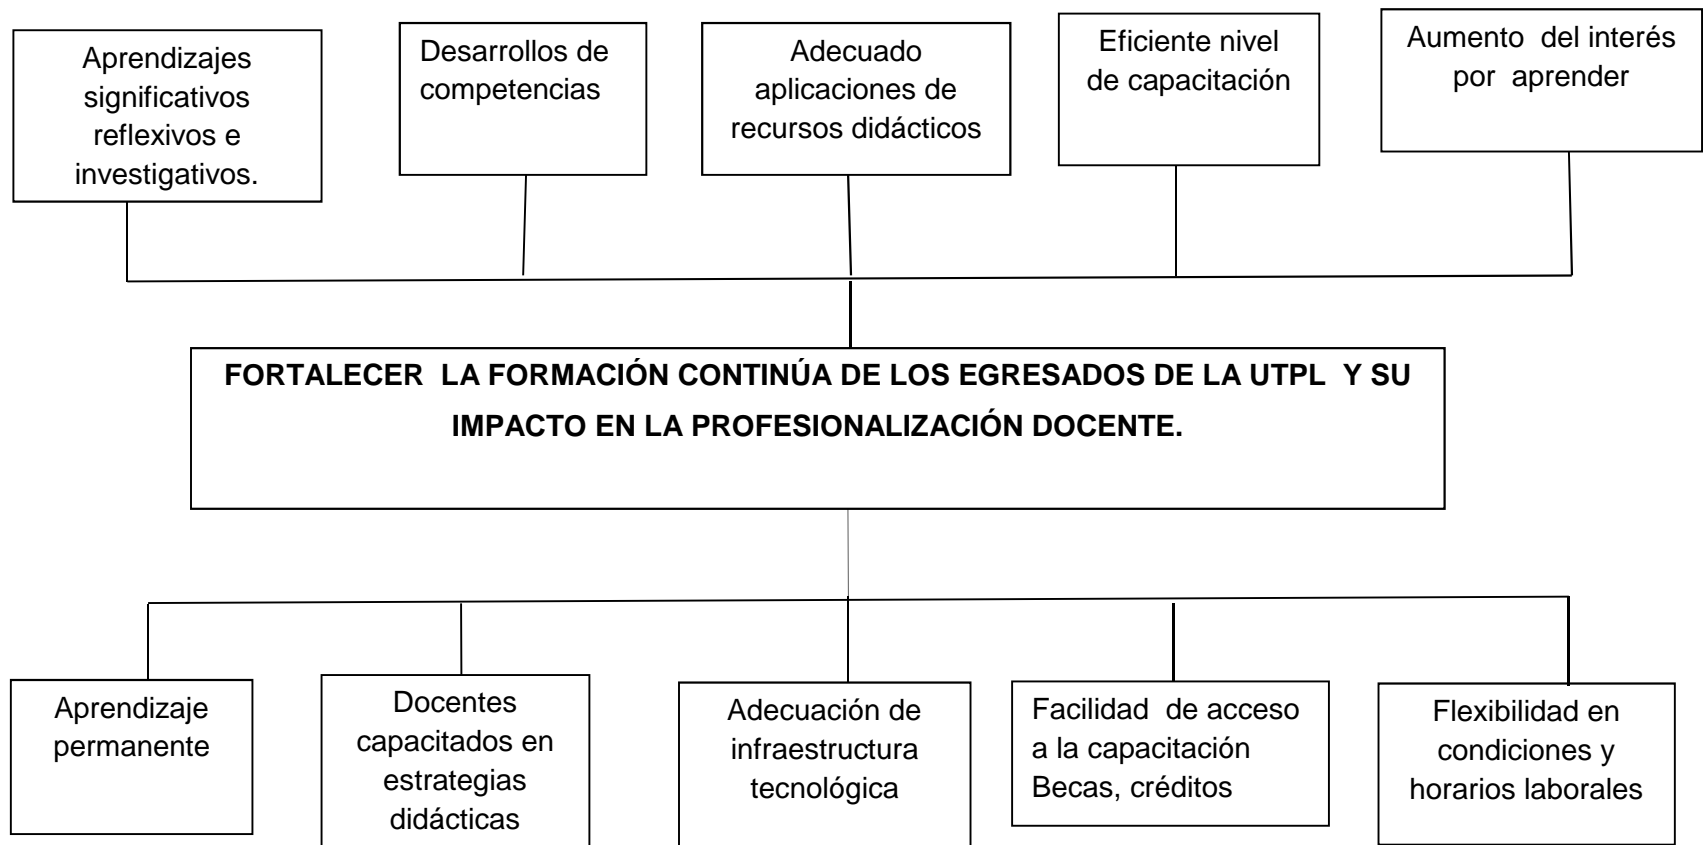 Aprendizajes
significativos
reflexivos e
investigativos.
Desarrollos de
competencias
Adecuado
aplicaciones de
recursos didácticos
Eficiente nivel
de capacitación
Aumento del interés
por aprender
FORTALECER LA FORMACIÓN CONTINÚA DE LOS EGRESADOS DE LA UTPL Y SU
IMPACTO EN LA PROFESIONALIZACIÓN DOCENTE.
Aprendizaje
permanente
Docentes
capacitados en
estrategias
didácticas
Adecuación de
infraestructura
tecnológica
Facilidad de acceso
a la capacitación
Becas, créditos
Flexibilidad en
condiciones y
horarios laborales